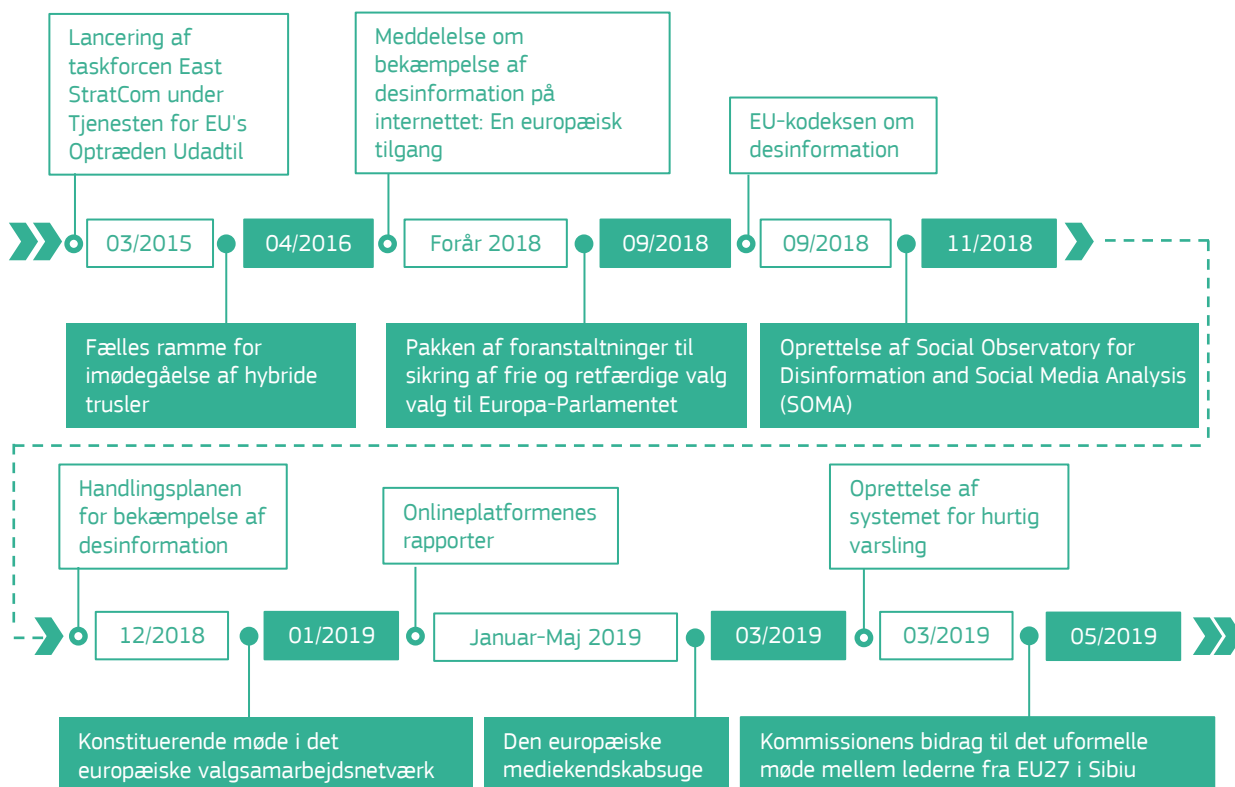 Lancering af
taskforcen East
StratCom under
Tjenesten for EU's
Optræden Udadtil
Meddelelse om
bekæmpelse af
desinformation på
internettet: En europæisk
tilgang
EU-kodeksen om
desinformation
03/2015
04/2016
Forår 2018
09/2018
09/2018
11/2018
Fælles ramme for
imødegåelse af hybride
trusler
Pakken af foranstaltninger til
sikring af frie og retfærdige valg
valg til Europa-Parlamentet
Oprettelse af Social Observatory for
Disinformation and Social Media Analysis
(SOMA)
Handlingsplanen
for bekæmpelse af
desinformation
Onlineplatformenes
rapporter
Oprettelse af
systemet for hurtig
varsling
12/2018
01/2019
Januar-Maj 2019
03/2019
03/2019
05/2019
Konstituerende møde i det
europæiske valgsamarbejdsnetværk
Den europæiske
mediekendskabsuge
Kommissionens bidrag til det uformelle
møde mellem lederne fra EU27 i Sibiu